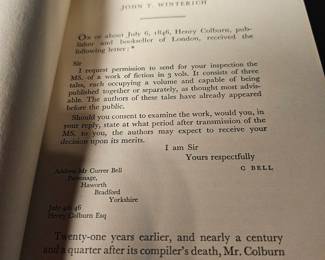 JOHN T. WINTERICH
On or about July 6, 1846, Henry Colburn, pub-
lisher and bookseller of London, received the
following letter: *
Sir
I request permission to send for your inspection the
MS. of a work of fiction in 3 vols. It consists of three
tales, each occupying a volume and capable of being
published together or separately, as thought most advis-
able. The authors of these tales have already appeared
before the public.
Should you consent to examine the work, would you, in
your reply, state at what period after transmission of the
MS. to you, the authors may expect to receive your
decision upon its merits.
I am Sir
Yours respectfully
C BELL
Address Mr Currer Bell
Parsonage,
Haworth
Bradford
Yorkshire
July 4th 46
Henry Colburn Esq
Twenty-one years earlier, and nearly a century
and a quarter after its compiler's death, Mr. Colburn